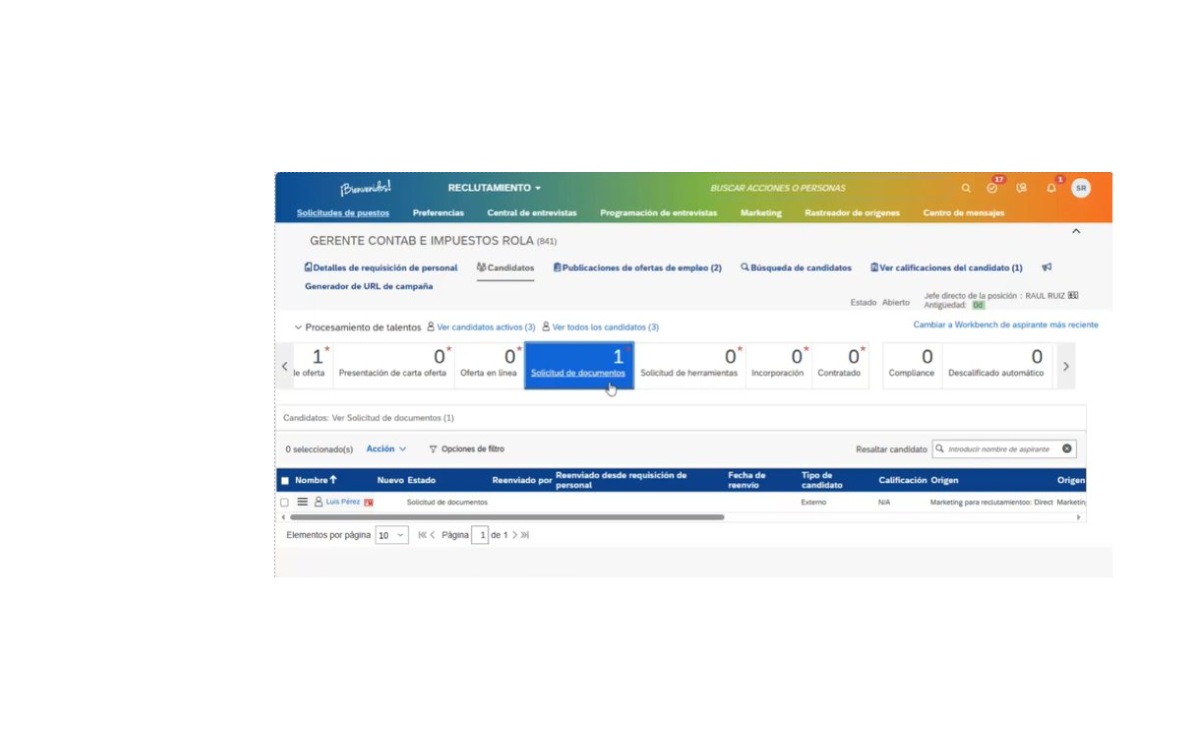 ¡Bienvenidos! RECLUTAMIENTO BUSCAR ACCIONES O PERSONAS 17 1 SR
Solicitudes de puestos Preferencias Central de entrevistas Programación de entrevistas Marketing Rastreador de orígenes Centro de mensajes
GERENTE CONTAB E IMPUESTOS ROLA (841)
Detalles de requisición de personal Candidatos Publicaciones de ofertas de empleo (2) Búsqueda de candidatos Ver calificaciones del candidato (1)
Generador de URL de campaña
Estado Abierto Jefe directo de la posición : RAUL RUIZ
Antigüedad: 0d
Procesamiento de talentos Ver candidatos activos (3) Ver todos los candidatos (3) Cambiar a Workbench de aspirante más reciente
1* 0* 0* 1* 0* 0* 0* 0 0
le oferta Presentación de carta oferta Oferta en línea Solicitud de documentos Solicitud de herramientas Incorporación Contratado Compliance Descalificado automático
Candidatos: Ver Solicitud de documentos (1)
0 seleccionado(s) Acción Opciones de filtro Resaltar candidato Introducir nombre de aspirante
Nombre Nuevo Estado Reenviado por Reenviado desde requisición de personal Fecha de reenvío Tipo de candidato Calificación Origen Origen
Luis Pérez Solicitud de documentos Externo N/A Marketing para reclutamientoo: Direct Marketin
Elementos por página 10 Página 1 de 1